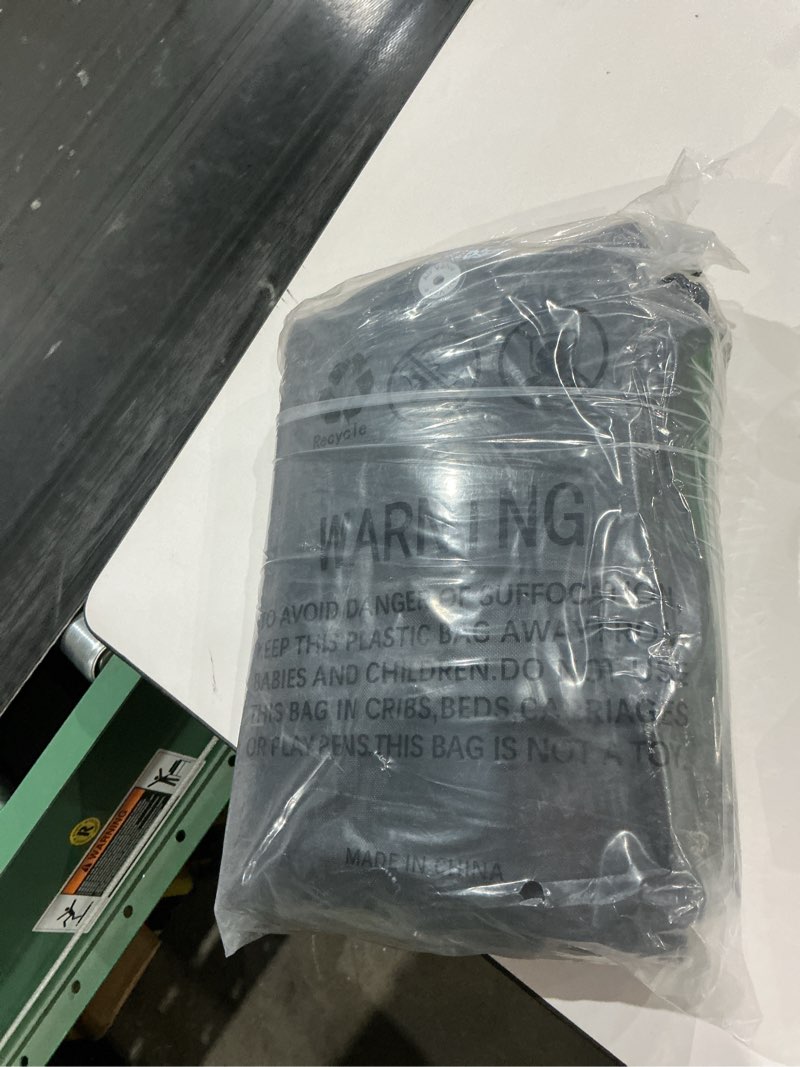 Recycle
WARNING
TO AVOID DANGER OF SUFFOCATION,
KEEP THIS PLASTIC BAG AWAY FROM
BABIES AND CHILDREN.DO NOT USE
THIS BAG IN CRIBS,BEDS,CARRIAGES
OR PLAY PENS.THIS BAG IS NOT A TOY.
MADE IN CHINA
R
WARNING